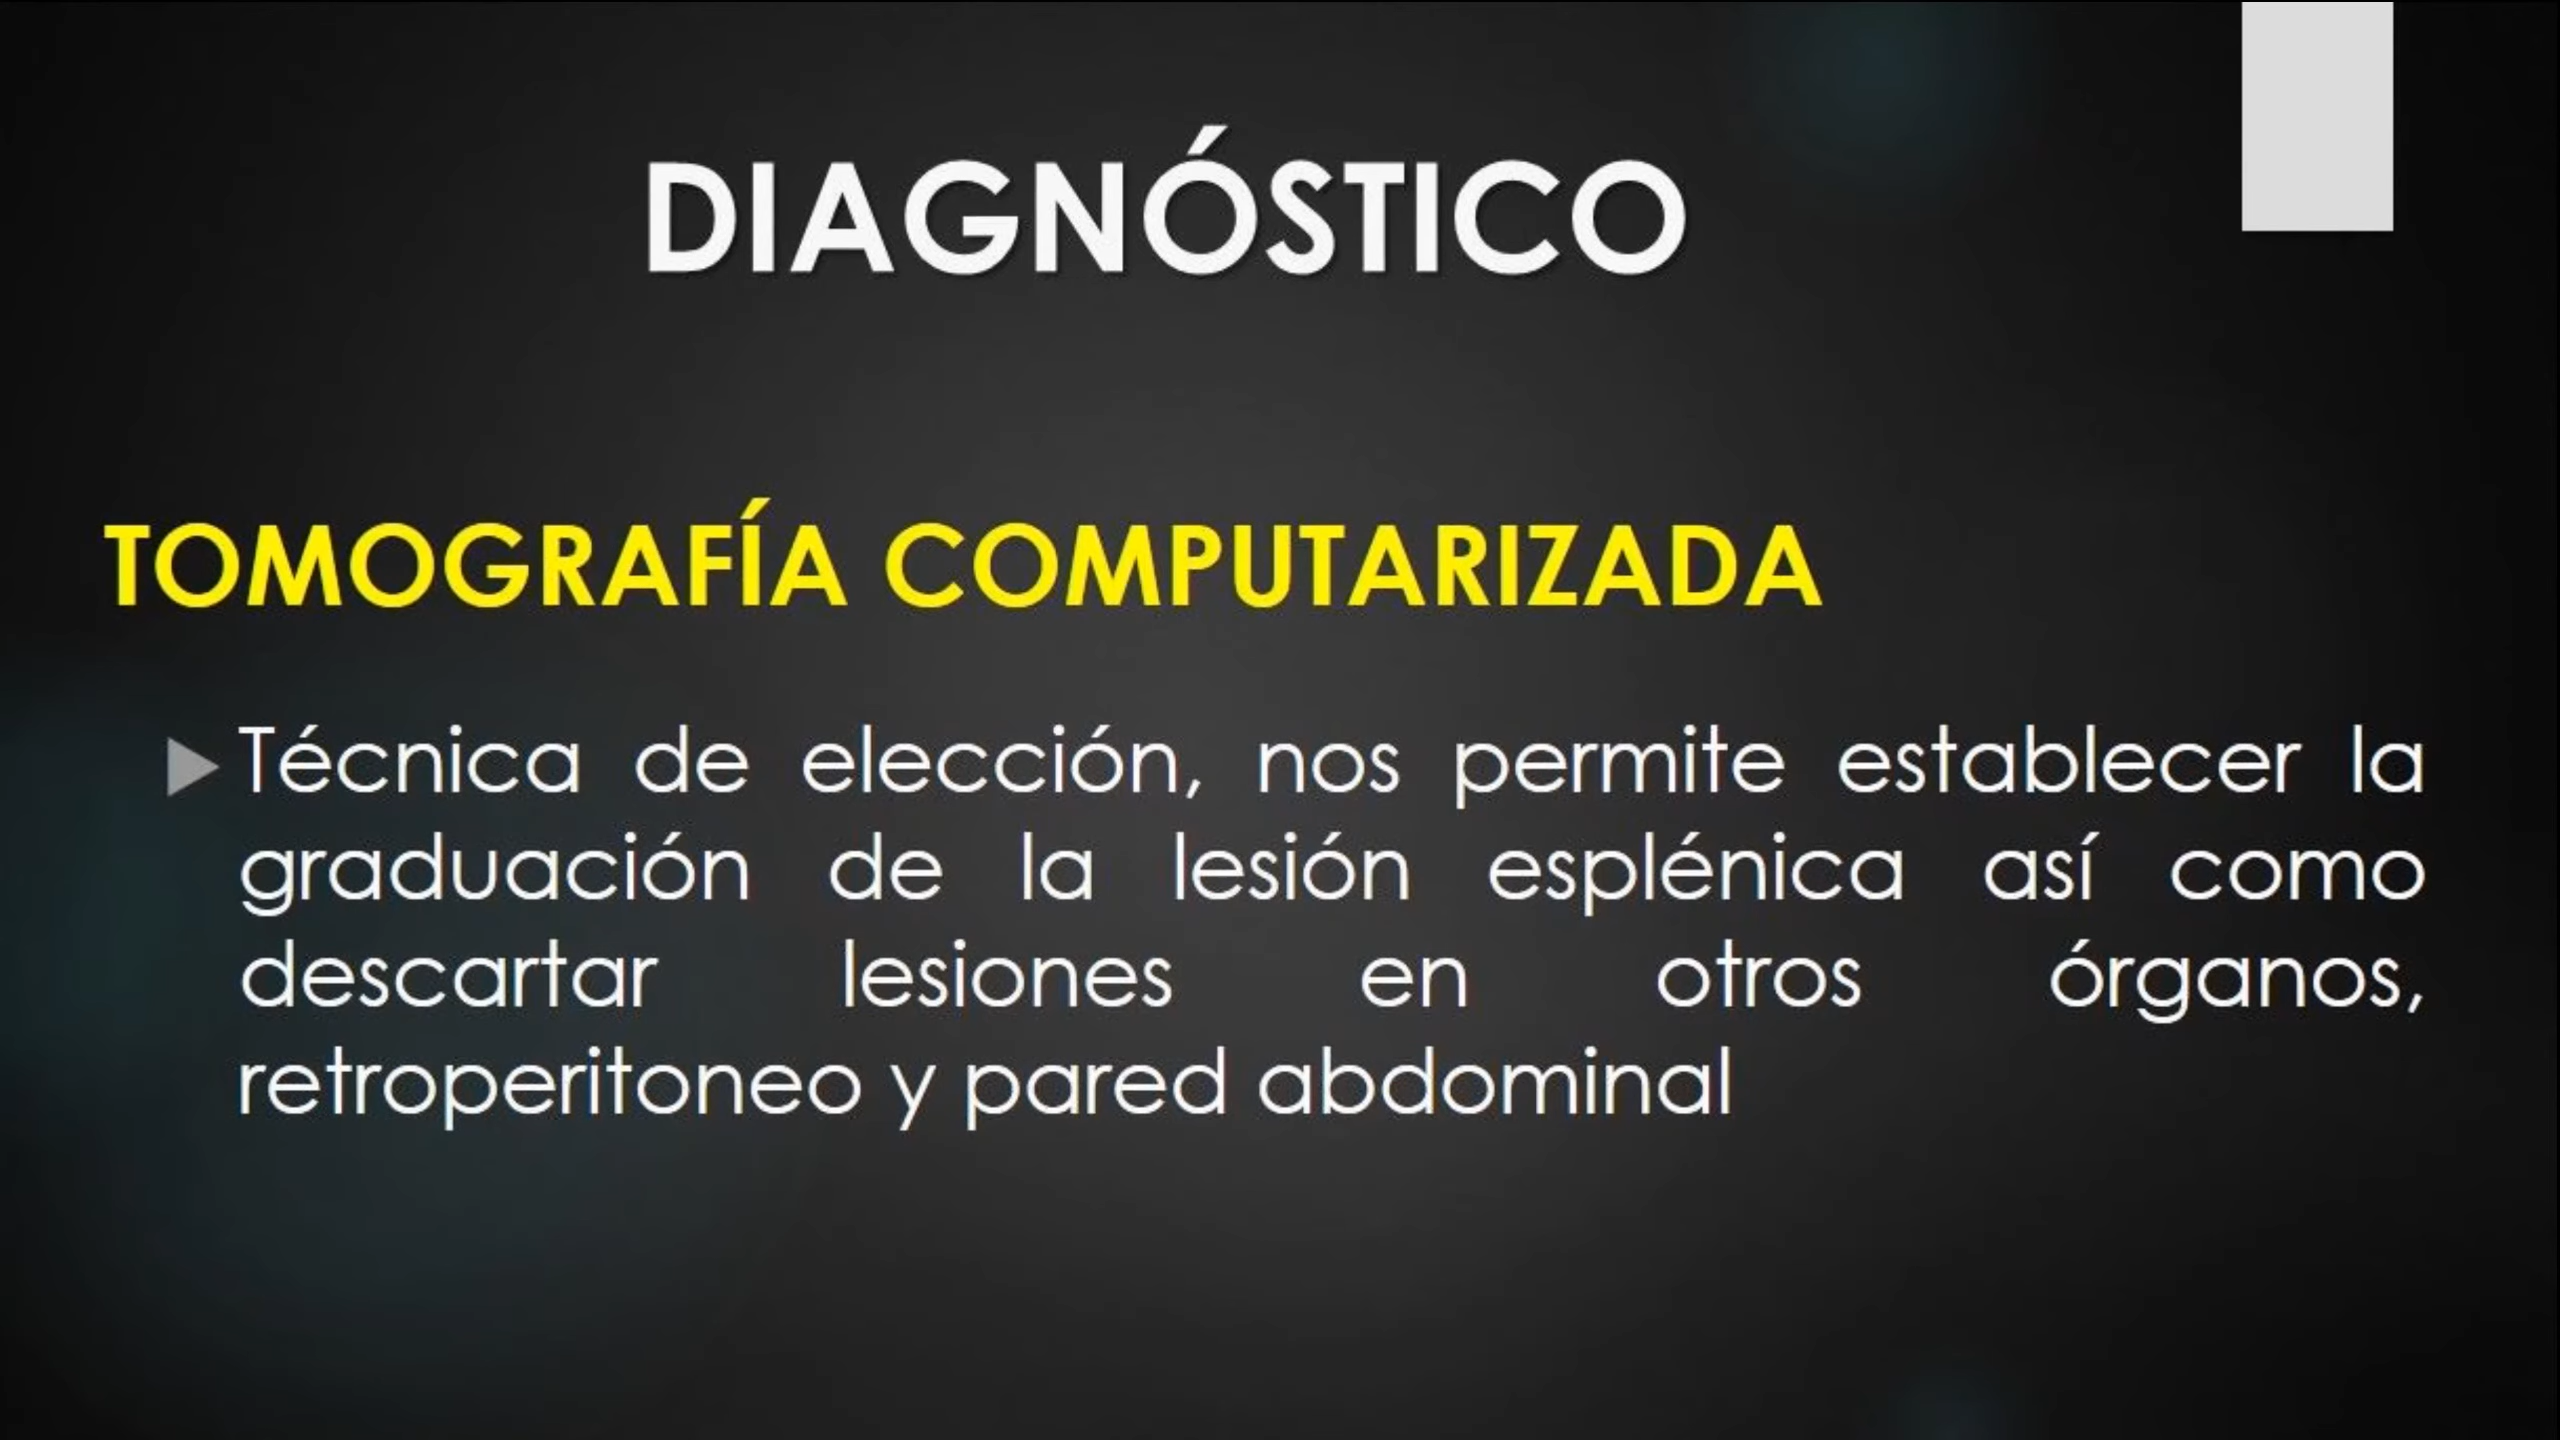 DIAGNÓSTICO
TOMOGRAFÍA COMPUTARIZADA
Técnica de elección, nos permite establecer la
graduación de la lesión esplénica así como
descartar lesiones en otros órganos,
retroperitoneo y pared abdominal